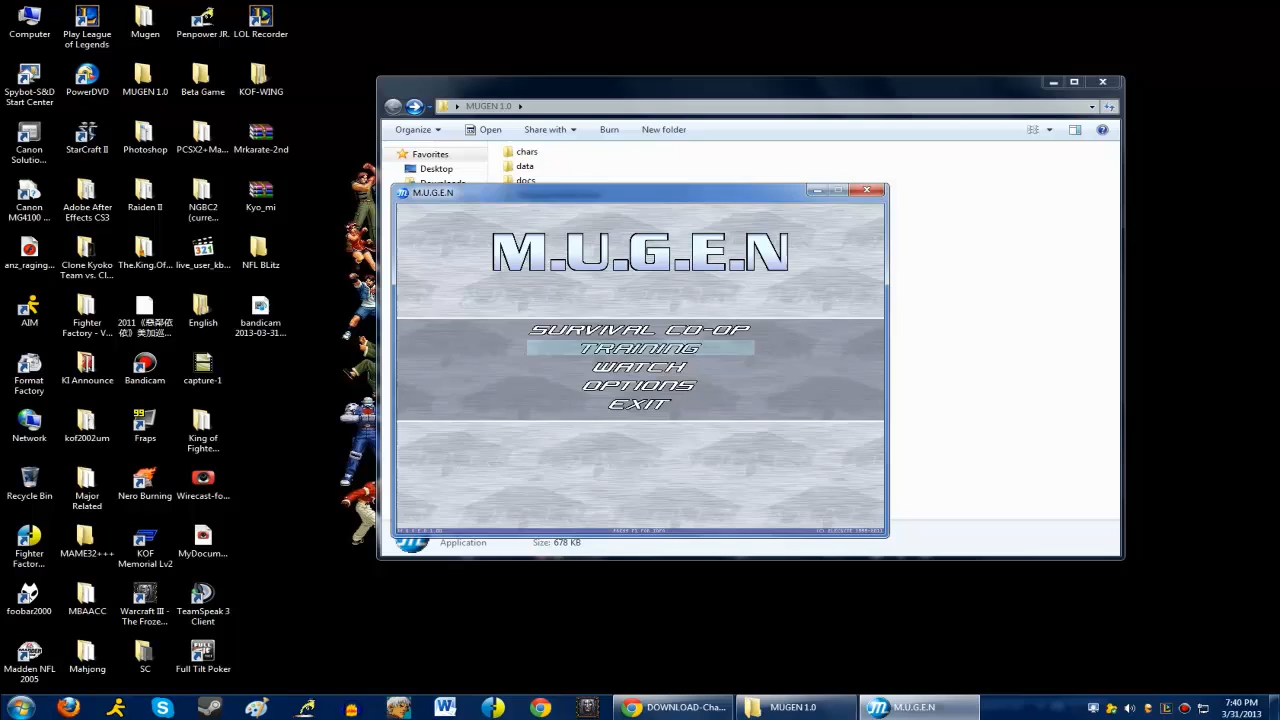 Computer
Play League
of Legends
Mugen
Penpower JR.
LOL Recorder
Spybot-S&D
Start Center
PowerDVD
MUGEN 1.0
Beta Game
KOF-WING
Canon
Solutio...
StarCraft II
Photoshop
PCSX2+Ma...
Mrkarate-2nd
Canon
MG4100 ...
Adobe After
Effects CS3
Raiden II
NGBC2
(curre...
Kyo_mi
anz_raging...
Clone Kyoko
Team vs. Cl...
The.King.Of...
321
live_user_kb...
NFL BLitz
AIM
Fighter
Factory - V...
English
bandicam
2013-03-31...
Format
Factory
KI Announce
Bandicam
capture-1
Network
kof2002um
99
Fraps
King of
Fighte...
Recycle Bin
Major
Related
Nero Burning
Wirecast-fo...
Fighter
Factor...
MAME32+++
KOF
Memorial Lv2
MyDocum...
foobar2000
MBAACC
Warcraft III -
The Froze...
TeamSpeak 3
Client
Madden NFL
2005
Mahjong
SC
Full Tilt Poker
MUGEN 1.0
Organize
Open
Share with
Burn
New folder
Favorites
Desktop
chars
data
docs
M.U.G.E.N
M.U.G.E.N
SURVIVAL CO-OP
TRAINING
WATCH
OPTIONS
EXIT
Application
Size: 678 KB
DOWNLOAD-Cha...
MUGEN 1.0
M.U.G.E.N
7:40 PM
3/31/2013